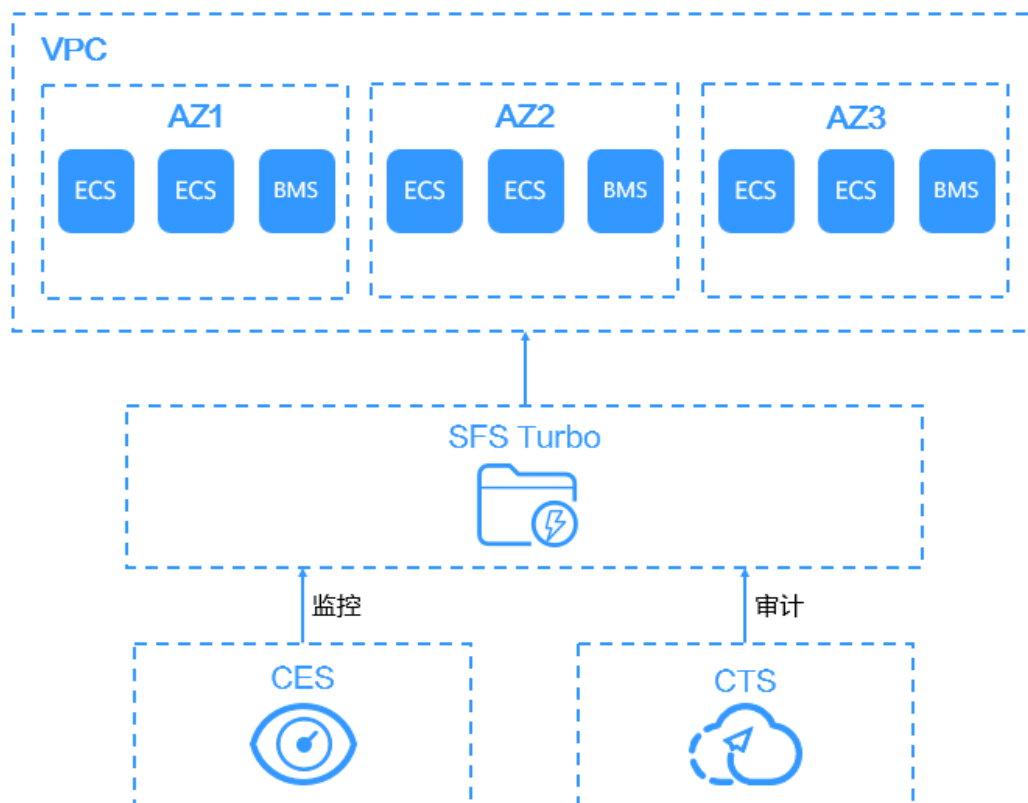 VPC
AZ1
AZ2
AZ3
ECS ECS BMS
ECS ECS BMS
ECS ECS BMS
SFS Turbo
监控
审计
CES
CTS